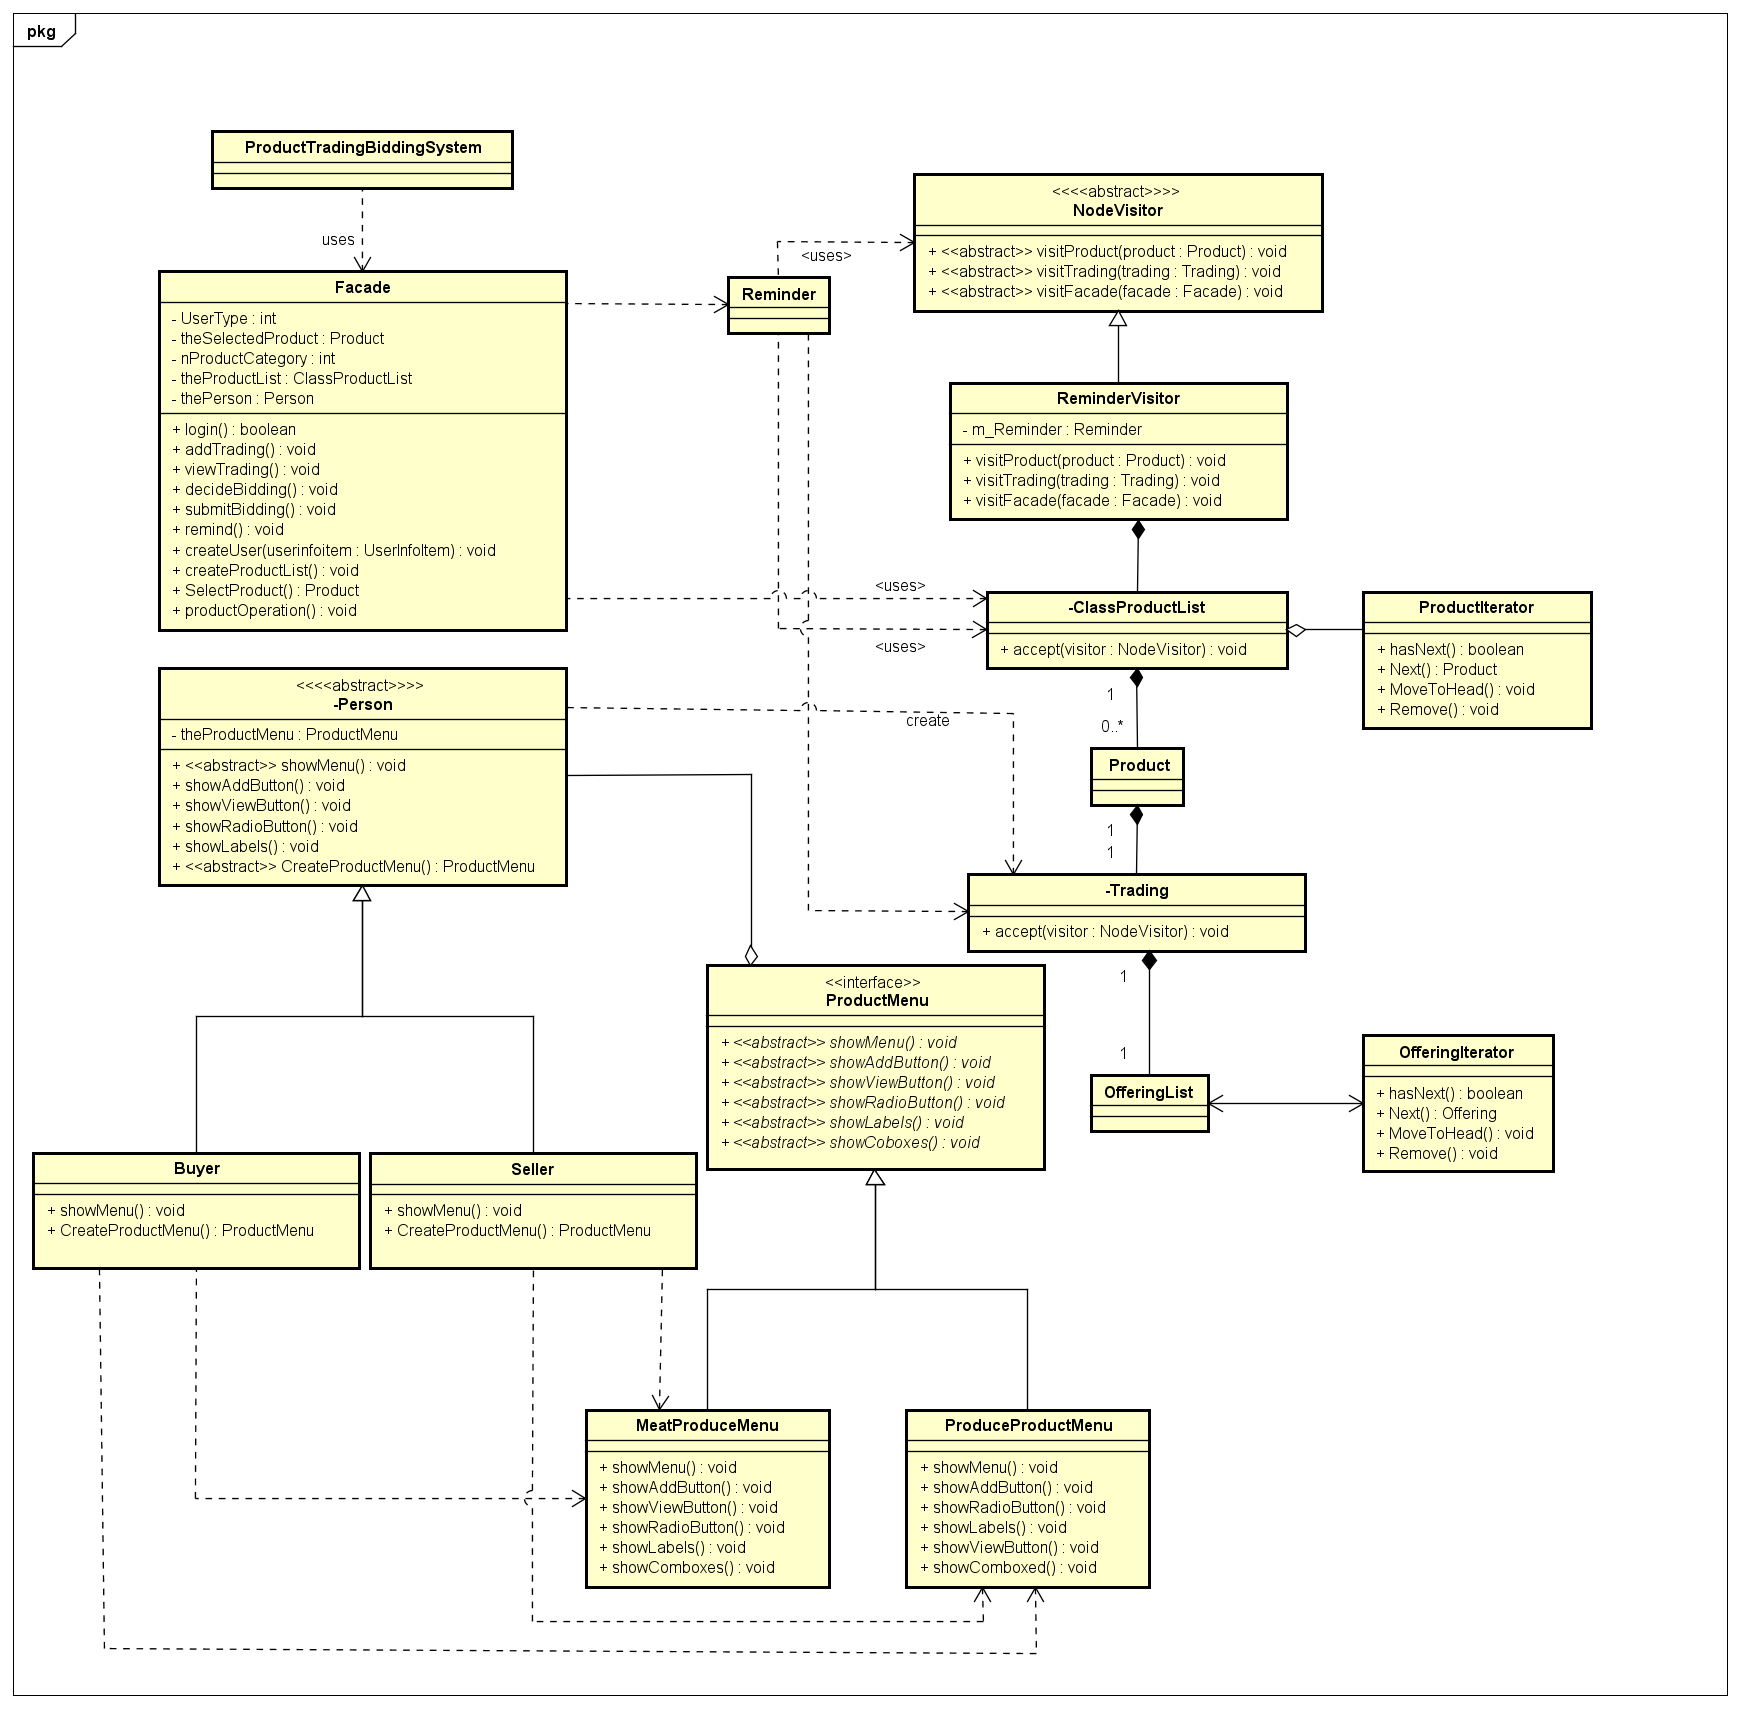 pkg
ProductTradingBiddingSystem
uses
Facade
- UserType : int
- theSelectedProduct : Product
- nProductCategory : int
- theProductList : ClassProductList
- thePerson : Person
+ login() : boolean
+ addTrading() : void
+ viewTrading() : void
+ decideBidding() : void
+ submitBidding() : void
+ remind() : void
+ createUser(userinfoitem : UserInfoItem) : void
+ createProductList() : void
+ SelectProduct() : Product
+ productOperation() : void
Reminder
<uses>
<<<<abstract>>>>
NodeVisitor
+ <<abstract>> visitProduct(product : Product) : void
+ <<abstract>> visitTrading(trading : Trading) : void
+ <<abstract>> visitFacade(facade : Facade) : void
ReminderVisitor
- m_Reminder : Reminder
+ visitProduct(product : Product) : void
+ visitTrading(trading : Trading) : void
+ visitFacade(facade : Facade) : void
<uses>
<uses>
-ClassProductList
+ accept(visitor : NodeVisitor) : void
ProductIterator
+ hasNext() : boolean
+ Next() : Product
+ MoveToHead() : void
+ Remove() : void
1
0..*
Product
1
1
<<<<abstract>>>>
-Person
- theProductMenu : ProductMenu
+ <<abstract>> showMenu() : void
+ showAddButton() : void
+ showViewButton() : void
+ showRadioButton() : void
+ showLabels() : void
+ <<abstract>> CreateProductMenu() : ProductMenu
create
-Trading
+ accept(visitor : NodeVisitor) : void
1
1
OfferingList
OfferingIterator
+ hasNext() : boolean
+ Next() : Offering
+ MoveToHead() : void
+ Remove() : void
<<interface>>
ProductMenu
+ <<abstract>> showMenu() : void
+ <<abstract>> showAddButton() : void
+ <<abstract>> showViewButton() : void
+ <<abstract>> showRadioButton() : void
+ <<abstract>> showLabels() : void
+ <<abstract>> showCoboxes() : void
Buyer
+ showMenu() : void
+ CreateProductMenu() : ProductMenu
Seller
+ showMenu() : void
+ CreateProductMenu() : ProductMenu
MeatProduceMenu
+ showMenu() : void
+ showAddButton() : void
+ showViewButton() : void
+ showRadioButton() : void
+ showLabels() : void
+ showComboxes() : void
ProduceProductMenu
+ showMenu() : void
+ showAddButton() : void
+ showRadioButton() : void
+ showLabels() : void
+ showViewButton() : void
+ showComboxed() : void